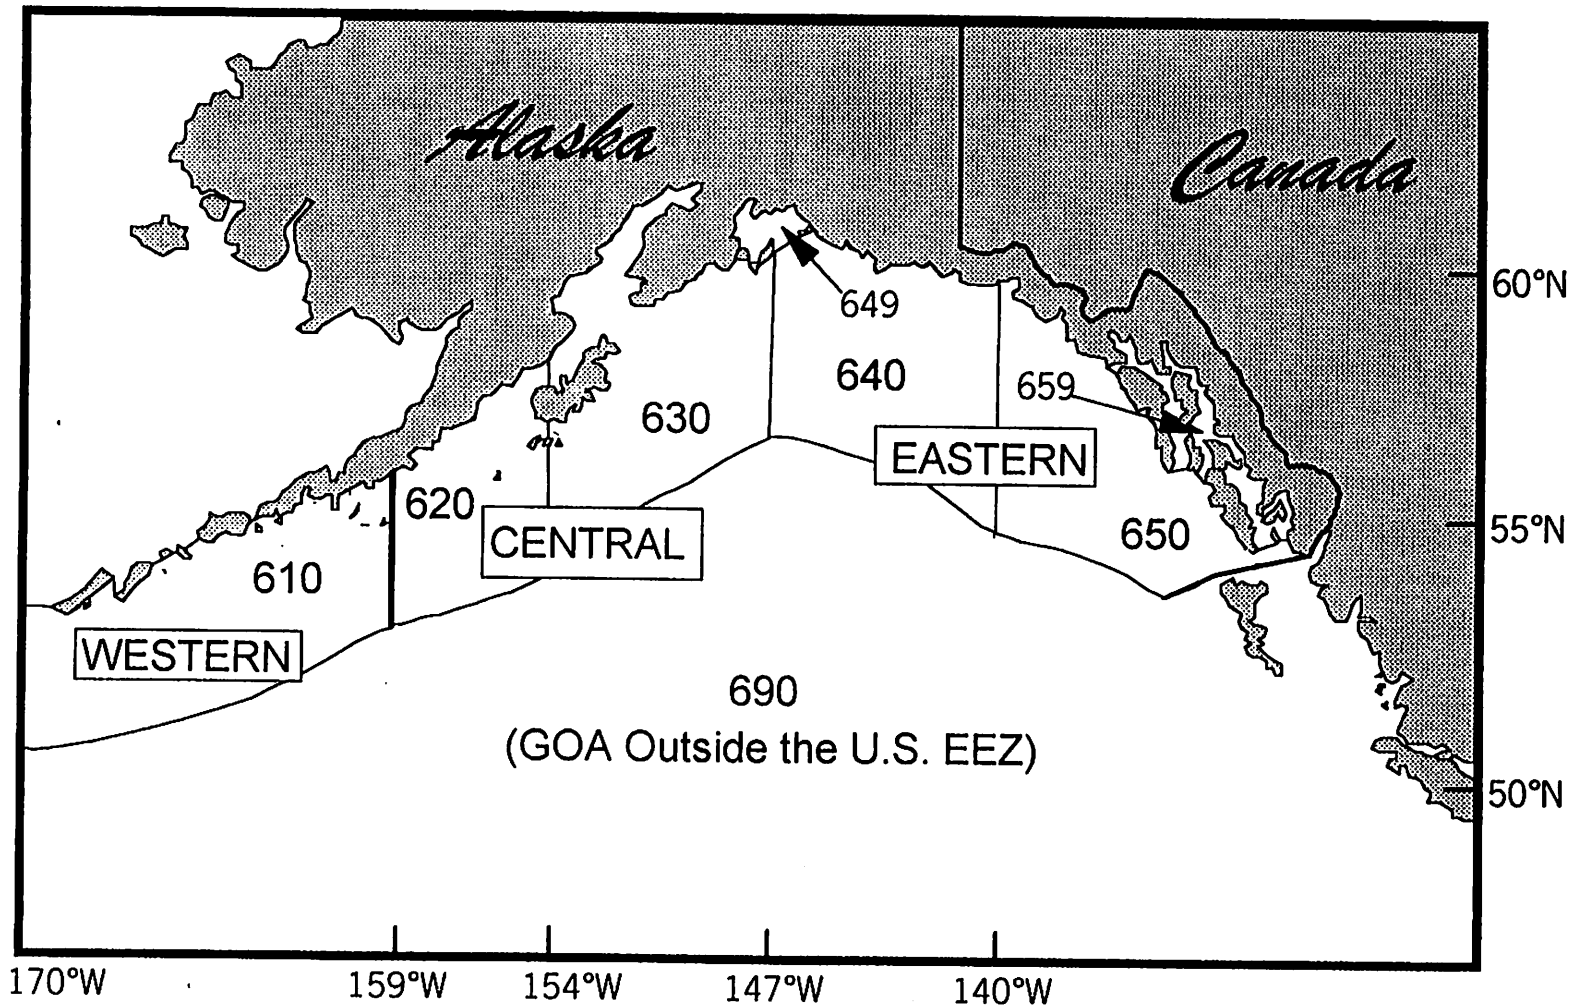 Alaska
Canada
60°N
649
640
659
630
EASTERN
620
55°N
650
CENTRAL
610
WESTERN
690
(GOA Outside the U.S. EEZ)
50°N
170°W
159°W
154°W
147°W
140°W